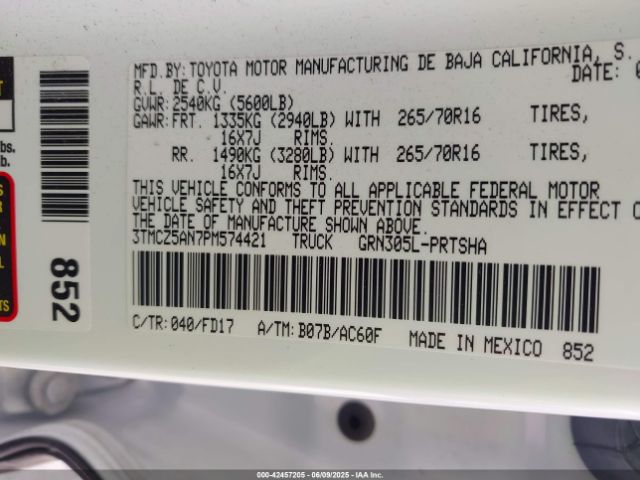 MFD.BY:TOYOTA MOTOR MANUFACTURING DE BAJA CALIFORNIA, S.
R.L. DE C.V. DATE: 0
GVWR:2540KG (5600LB)
GAWR:FRT. 1335KG (2940LB) WITH 265/70R16 TIRES,
16X7J RIMS.
RR. 1490KG (3280LB) WITH 265/70R16 TIRES,
16X7J RIMS.
THIS VEHICLE CONFORMS TO ALL APPLICABLE FEDERAL MOTOR
VEHICLE SAFETY AND THEFT PREVENTION STANDARDS IN EFFECT O
THE DATE OF MANUFACTURE SHOWN ABOVE.
3TMCZ5AN7PM574421 TRUCK GRN305L-PRTSHA
C/TR:040/FD17 A/TM:B07B/AC60F MADE IN MEXICO 852
852
000-42457205 - 06/09/2025 - IAA Inc.